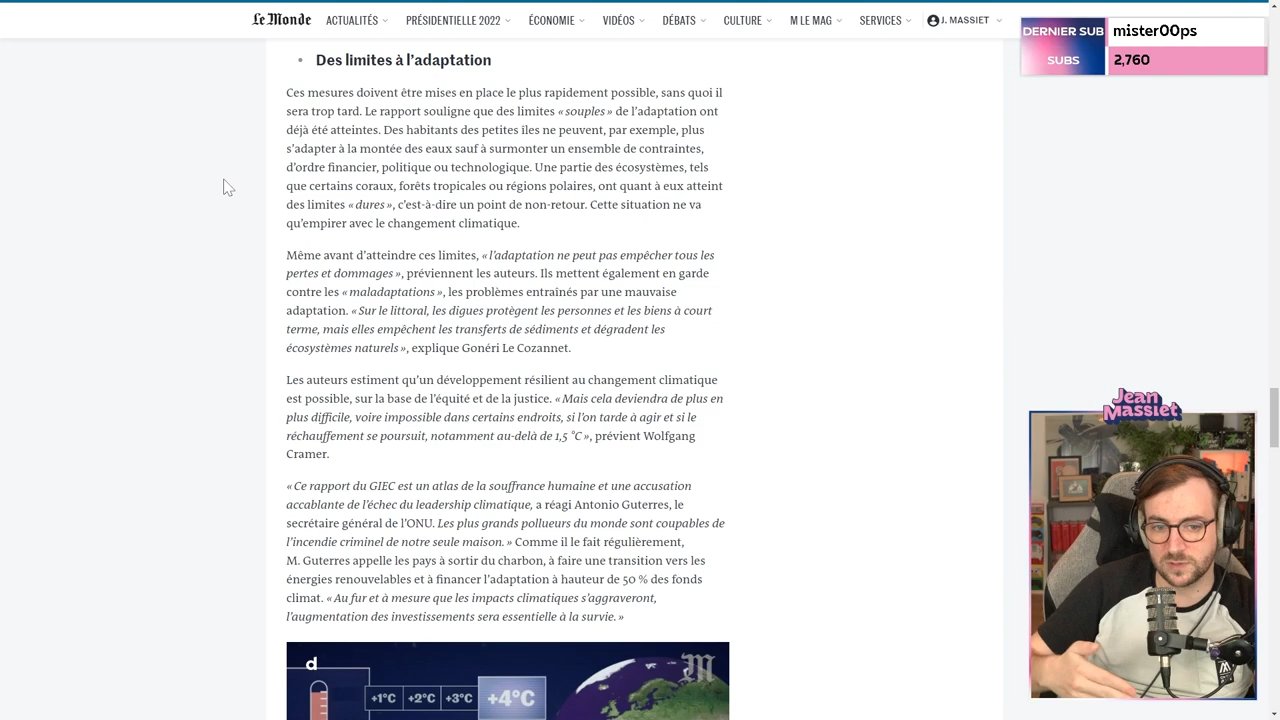 Le Monde
ACTUALITÉS
PRÉSIDENTIELLE 2022
ÉCONOMIE
VIDÉOS
DÉBATS
CULTURE
M LE MAG
SERVICES
J. MASSIET
DERNIER SUB
mister00ps
SUBS
2,760
• Des limites à l’adaptation
Ces mesures doivent être mises en place le plus rapidement possible, sans quoi il
sera trop tard. Le rapport souligne que des limites « souples » de l’adaptation ont
déjà été atteintes. Des habitants des petites îles ne peuvent, par exemple, plus
s’adapter à la montée des eaux sauf à surmonter un ensemble de contraintes,
d’ordre financier, politique ou technologique. Une partie des écosystèmes, tels
que certains coraux, forêts tropicales ou régions polaires, ont quant à eux atteint
des limites « dures », c’est-à-dire un point de non-retour. Cette situation ne va
qu’empirer avec le changement climatique.
Même avant d’atteindre ces limites, « l’adaptation ne peut pas empêcher tous les
pertes et dommages », préviennent les auteurs. Ils mettent également en garde
contre les « maladaptations », les problèmes entraînés par une mauvaise
adaptation. « Sur le littoral, les digues protègent les personnes et les biens à court
terme, mais elles empêchent les transferts de sédiments et dégradent les
écosystèmes naturels », explique Gonéri Le Cozannet.
Les auteurs estiment qu’un développement résilient au changement climatique
est possible, sur la base de l’équité et de la justice. « Mais cela deviendra de plus en
plus difficile, voire impossible dans certains endroits, si l’on tarde à agir et si le
réchauffement se poursuit, notamment au-delà de 1,5 °C », prévient Wolfgang
Cramer.
« Ce rapport du GIEC est un atlas de la souffrance humaine et une accusation
accablante de l’échec du leadership climatique, a réagi Antonio Guterres, le
secrétaire général de l’ONU. Les plus grands pollueurs du monde sont coupables de
l’incendie criminel de notre seule maison. » Comme il le fait régulièrement,
M. Guterres appelle les pays à sortir du charbon, à faire une transition vers les
énergies renouvelables et à financer l’adaptation à hauteur de 50 % des fonds
climat. « Au fur et à mesure que les impacts climatiques s’aggraveront,
l’augmentation des investissements sera essentielle à la survie. »
Jean
Massiet
d
M
+1°C
+2°C
+3°C
+4°C